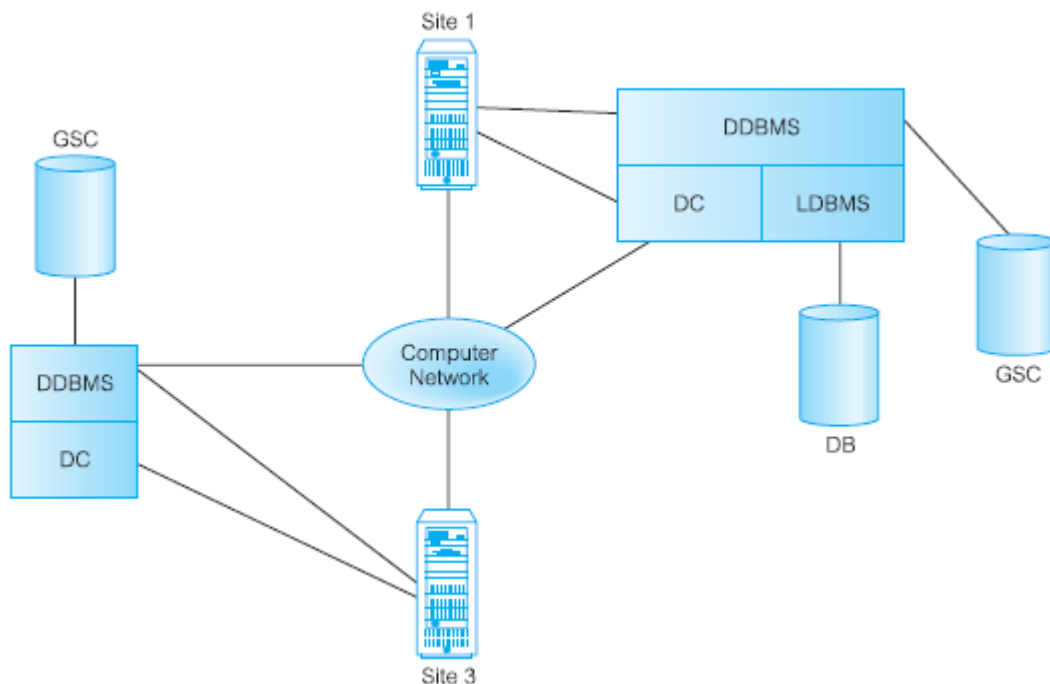 Site 1
GSC
DDBMS
DC
LDBMS
Computer
Network
GSC
DB
DDBMS
DC
Site 3